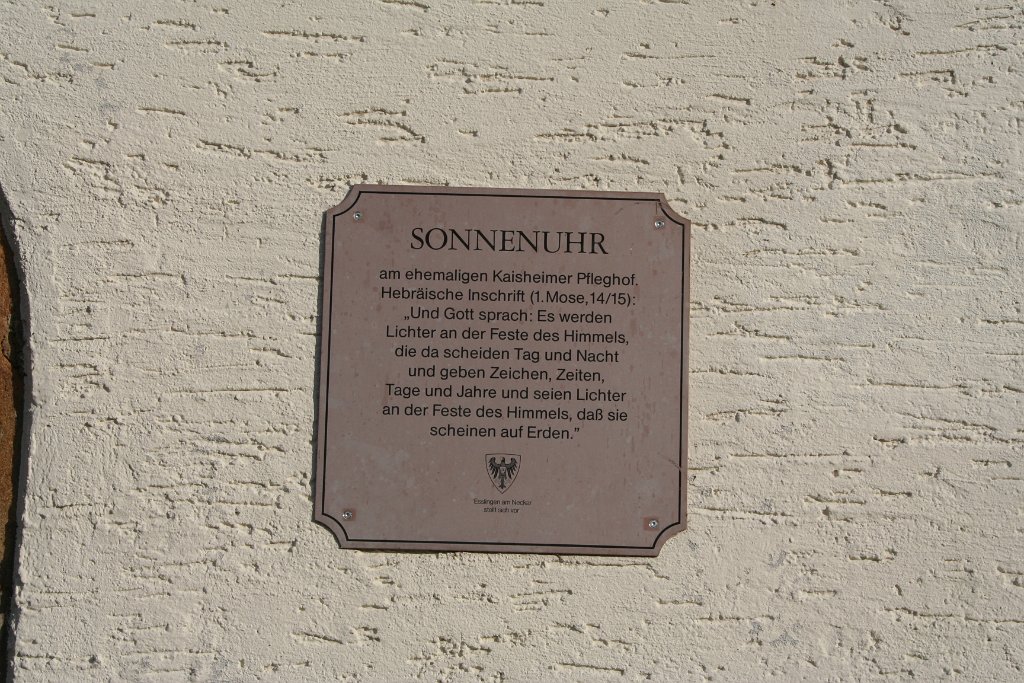 SONNENUHR
am ehemaligen Kaisheimer Pfleghof.
Hebräische Inschrift (1.Mose,14/15):
„Und Gott sprach: Es werden
Lichter an der Feste des Himmels,
die da scheiden Tag und Nacht
und geben Zeichen, Zeiten,
Tage und Jahre und seien Lichter
an der Feste des Himmels, daß sie
scheinen auf Erden.”
Esslingen am Neckar
stellt sich vor